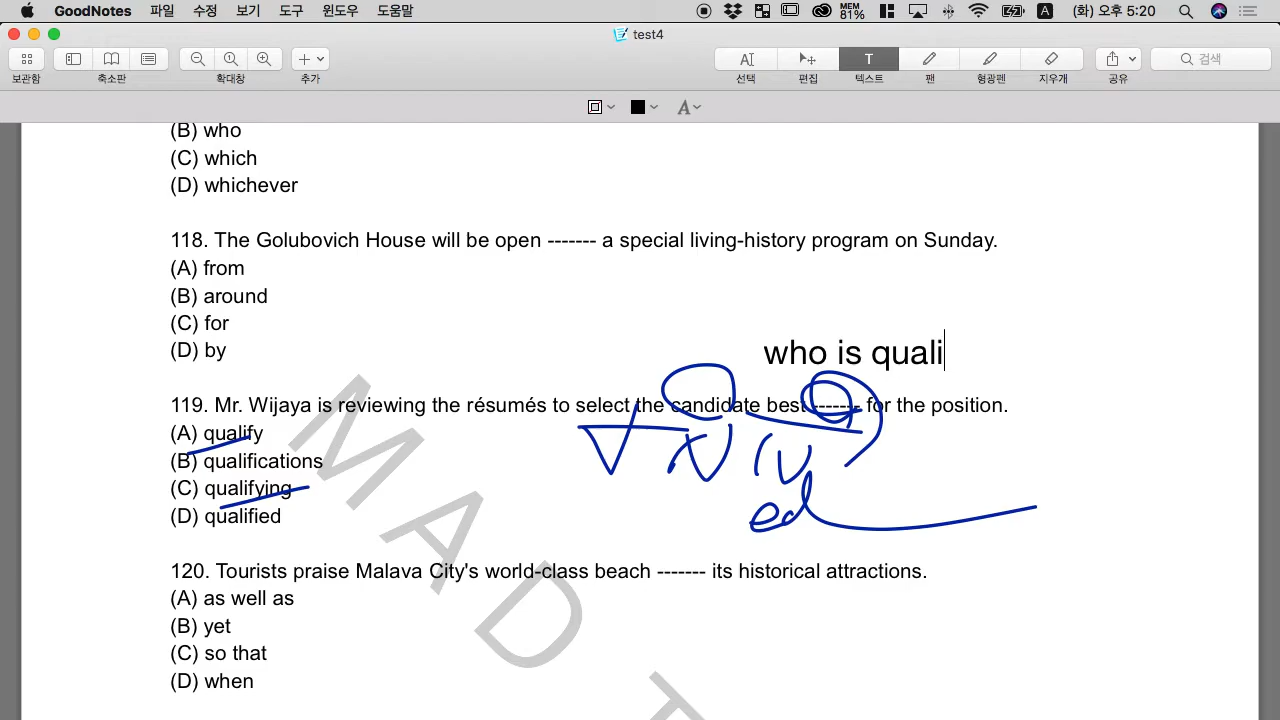 GoodNotes 파일 수정 보기 도구 윈도우 도움말 MEM 81% A (화) 오후 5:20
test4
보관함 축소판 확대창 추가 선택 편집 T 텍스트 펜 형광펜 지우개 공유 검색
A
(B) who
(C) which
(D) whichever
118. The Golubovich House will be open ------- a special living-history program on Sunday.
(A) from
(B) around
(C) for
(D) by
who is quali
119. Mr. Wijaya is reviewing the résumés to select the candidate best ------- for the position.
(A) qualify
(B) qualifications
(C) qualifying
(D) qualified
ed
120. Tourists praise Malava City's world-class beach ------- its historical attractions.
(A) as well as
(B) yet
(C) so that
(D) when
M A D T